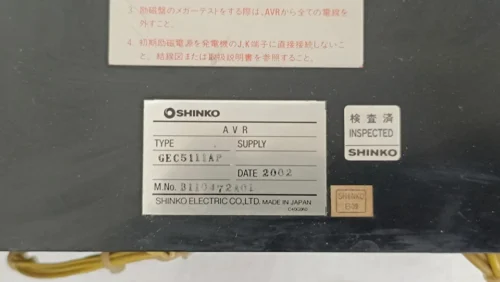 3. 励磁盤のメガーテストをする際は、AVRから全ての電線を
外すこと。
4. 初期励磁電源を発電機のJ,K端子に直接接続しないこ
と。結線図または取扱説明書を参照すること。
SHINKO
AVR
TYPE SUPPLY
GEC5111AP
DATE 2002
M.No. B110472A01
SHINKO ELECTRIC CO.,LTD. MADE IN JAPAN
検査済
INSPECTED
SHINKO
SHINKO